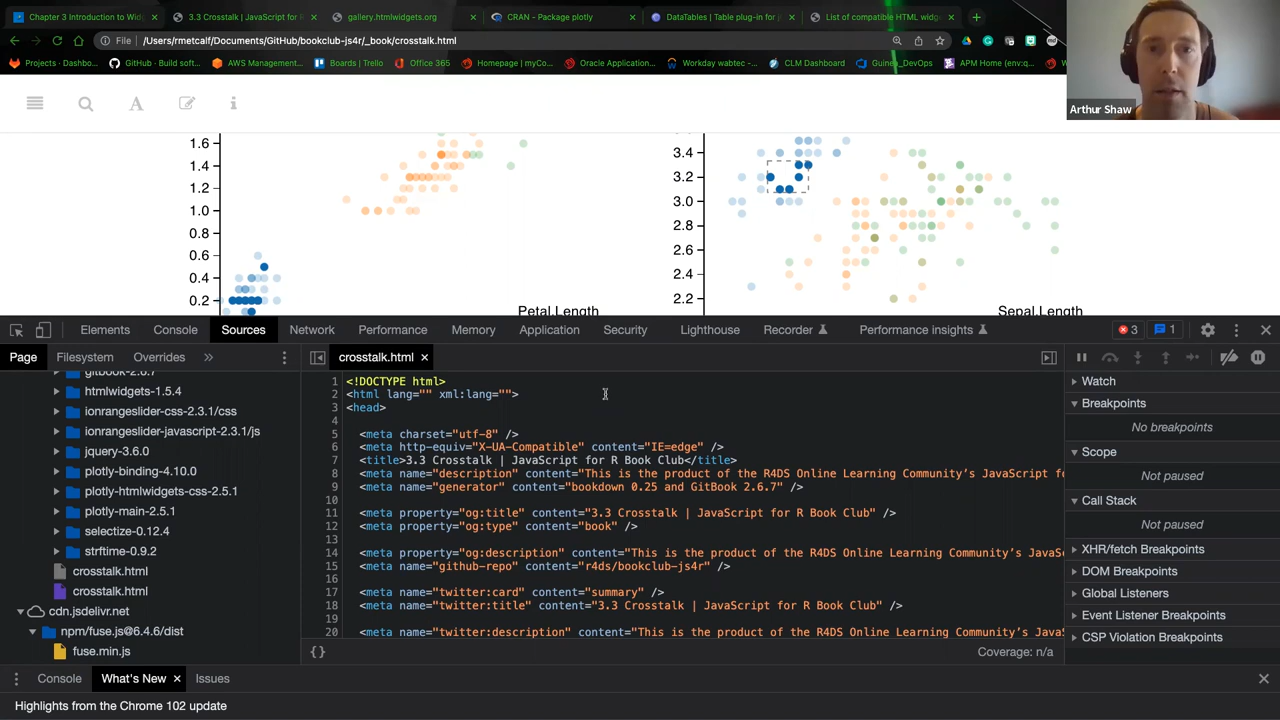 Chapter 3 Introduction to Widg
3.3 Crosstalk | JavaScript for R
gallery.htmlwidgets.org
CRAN - Package plotly
DataTables | Table plug-in for j
List of compatible HTML widg
File
/Users/rmetcalf/Documents/GitHub/bookclub-js4r/_book/crosstalk.html
Projects - Dashbo...
GitHub · Build soft...
AWS Management...
Boards | Trello
Office 365
Homepage | myCo...
Oracle Application...
Workday wabtec -...
CLM Dashboard
Guinea_DevOps
APM Home (env:q...
Arthur Shaw
1.6
1.4
1.2
1.0
0.8
0.6
0.4
0.2
Petal.Length
3.4
3.2
3.0
2.8
2.6
2.4
2.2
Sepal.Length
Elements
Console
Sources
Network
Performance
Memory
Application
Security
Lighthouse
Recorder
Performance insights
3
1
Page
Filesystem
Overrides
»
crosstalk.html
gitbook-2.6.7
htmlwidgets-1.5.4
ionrangeslider-css-2.3.1/css
ionrangeslider-javascript-2.3.1/js
jquery-3.6.0
plotly-binding-4.10.0
plotly-htmlwidgets-css-2.5.1
plotly-main-2.5.1
selectize-0.12.4
strftime-0.9.2
crosstalk.html
crosstalk.html
cdn.jsdelivr.net
npm/fuse.js@6.4.6/dist
fuse.min.js
1 <!DOCTYPE html>
2 <html lang="" xml:lang="">
3 <head>
4
5 <meta charset="utf-8" />
6 <meta http-equiv="X-UA-Compatible" content="IE=edge" />
7 <title>3.3 Crosstalk | JavaScript for R Book Club</title>
8 <meta name="description" content="This is the product of the R4DS Online Learning Community's JavaScript fo
9 <meta name="generator" content="bookdown 0.25 and GitBook 2.6.7" />
10
11 <meta property="og:title" content="3.3 Crosstalk | JavaScript for R Book Club" />
12 <meta property="og:type" content="book" />
13
14 <meta property="og:description" content="This is the product of the R4DS Online Learning Community's JavaS
15 <meta name="github-repo" content="r4ds/bookclub-js4r" />
16
17 <meta name="twitter:card" content="summary" />
18 <meta name="twitter:title" content="3.3 Crosstalk | JavaScript for R Book Club" />
19
20 <meta name="twitter:description" content="This is the product of the R4DS Online Learning Community's JavaS
{}
Coverage: n/a
Watch
Breakpoints
No breakpoints
Scope
Not paused
Call Stack
Not paused
XHR/fetch Breakpoints
DOM Breakpoints
Global Listeners
Event Listener Breakpoints
CSP Violation Breakpoints
Console
What's New
Issues
Highlights from the Chrome 102 update